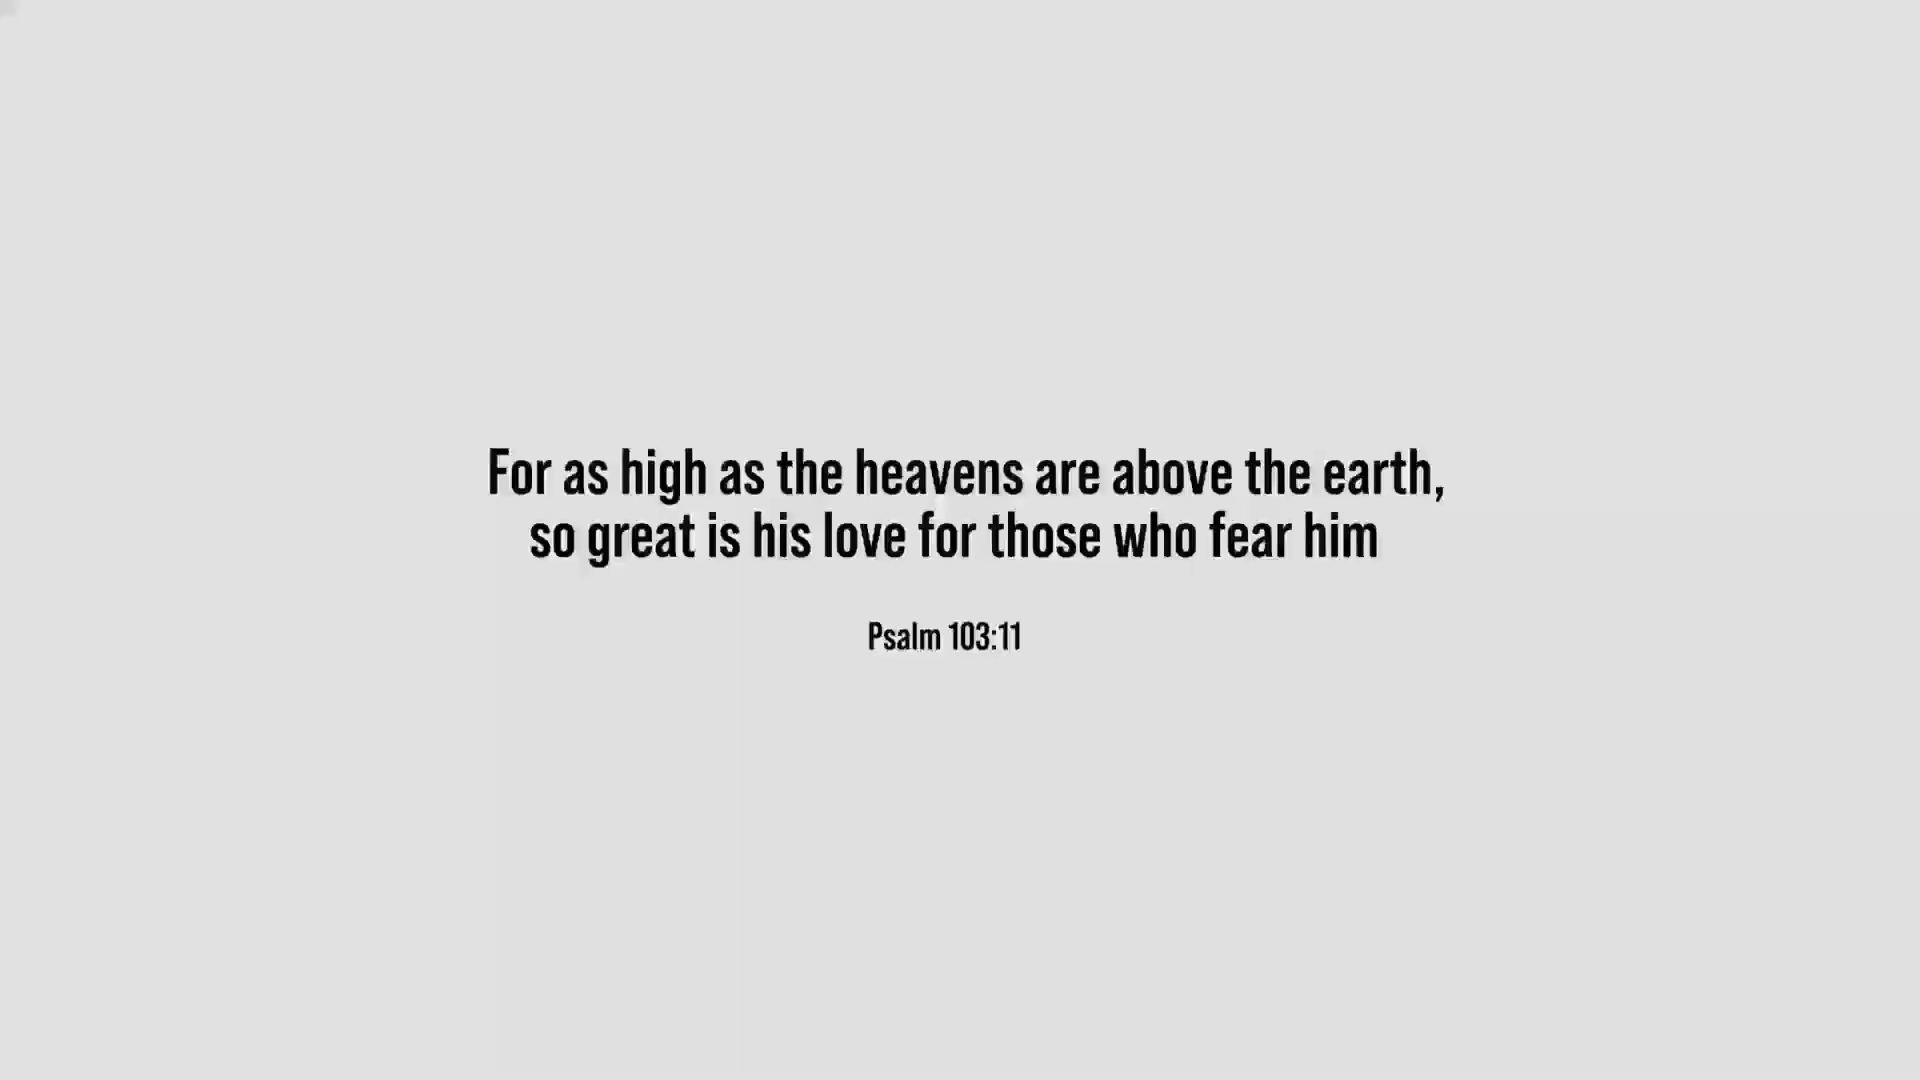 For as high as the heavens are above the earth,
so great is his love for those who fear him
Psalm 103:11